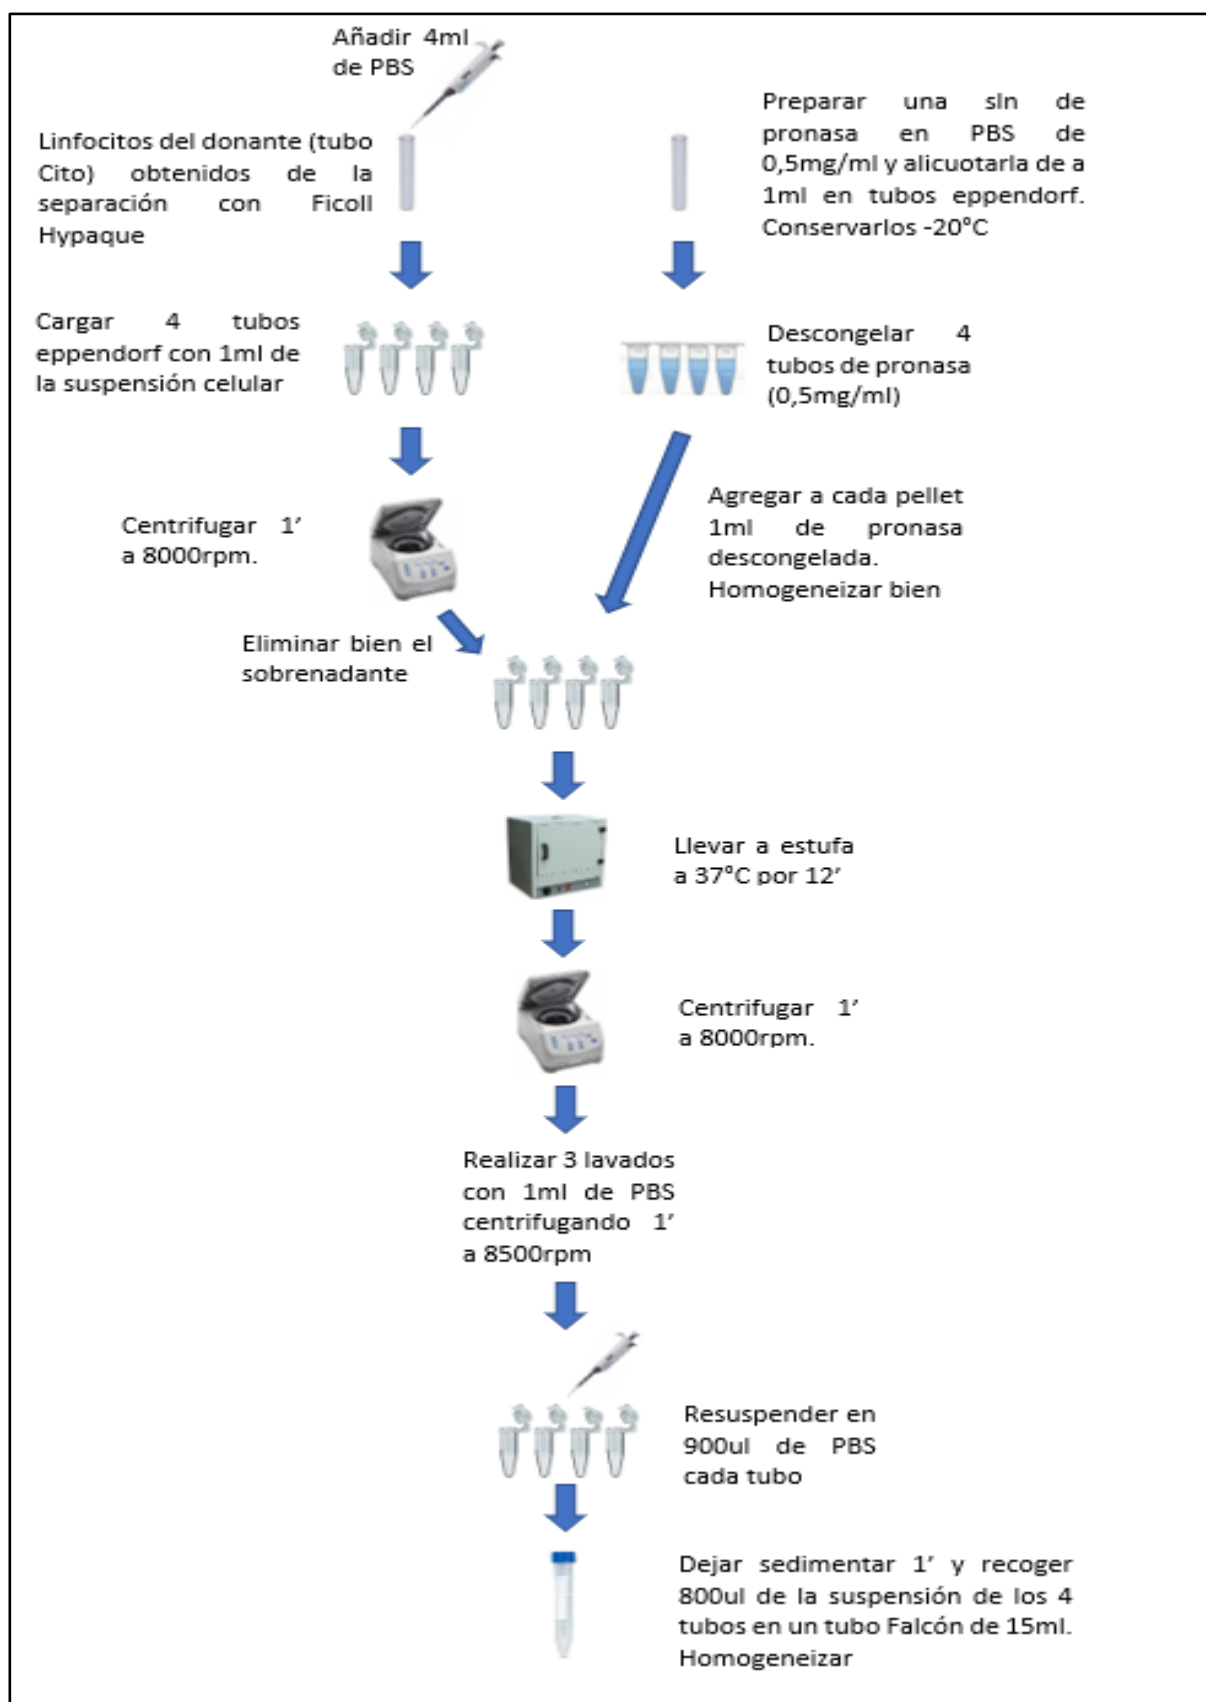 Añadir 4ml
de PBS
Linfocitos del donante (tubo
Cito) obtenidos de la
separación con Ficoll
Hypaque
Preparar una sln de
pronasa en PBS de
0,5mg/ml y alicuotarla de a
1ml en tubos eppendorf.
Conservarlos -20°C
Cargar 4 tubos
eppendorf con 1ml de
la suspensión celular
Descongelar 4
tubos de pronasa
(0,5mg/ml)
Centrifugar 1’
a 8000rpm.
Agregar a cada pellet
1ml de pronasa
descongelada.
Homogeneizar bien
Eliminar bien el
sobrenadante
Llevar a estufa
a 37°C por 12’
Centrifugar 1’
a 8000rpm.
Realizar 3 lavados
con 1ml de PBS
centrifugando 1’
a 8500rpm
Resuspender en
900ul de PBS
cada tubo
Dejar sedimentar 1’ y recoger
800ul de la suspensión de los 4
tubos en un tubo Falcón de 15ml.
Homogeneizar